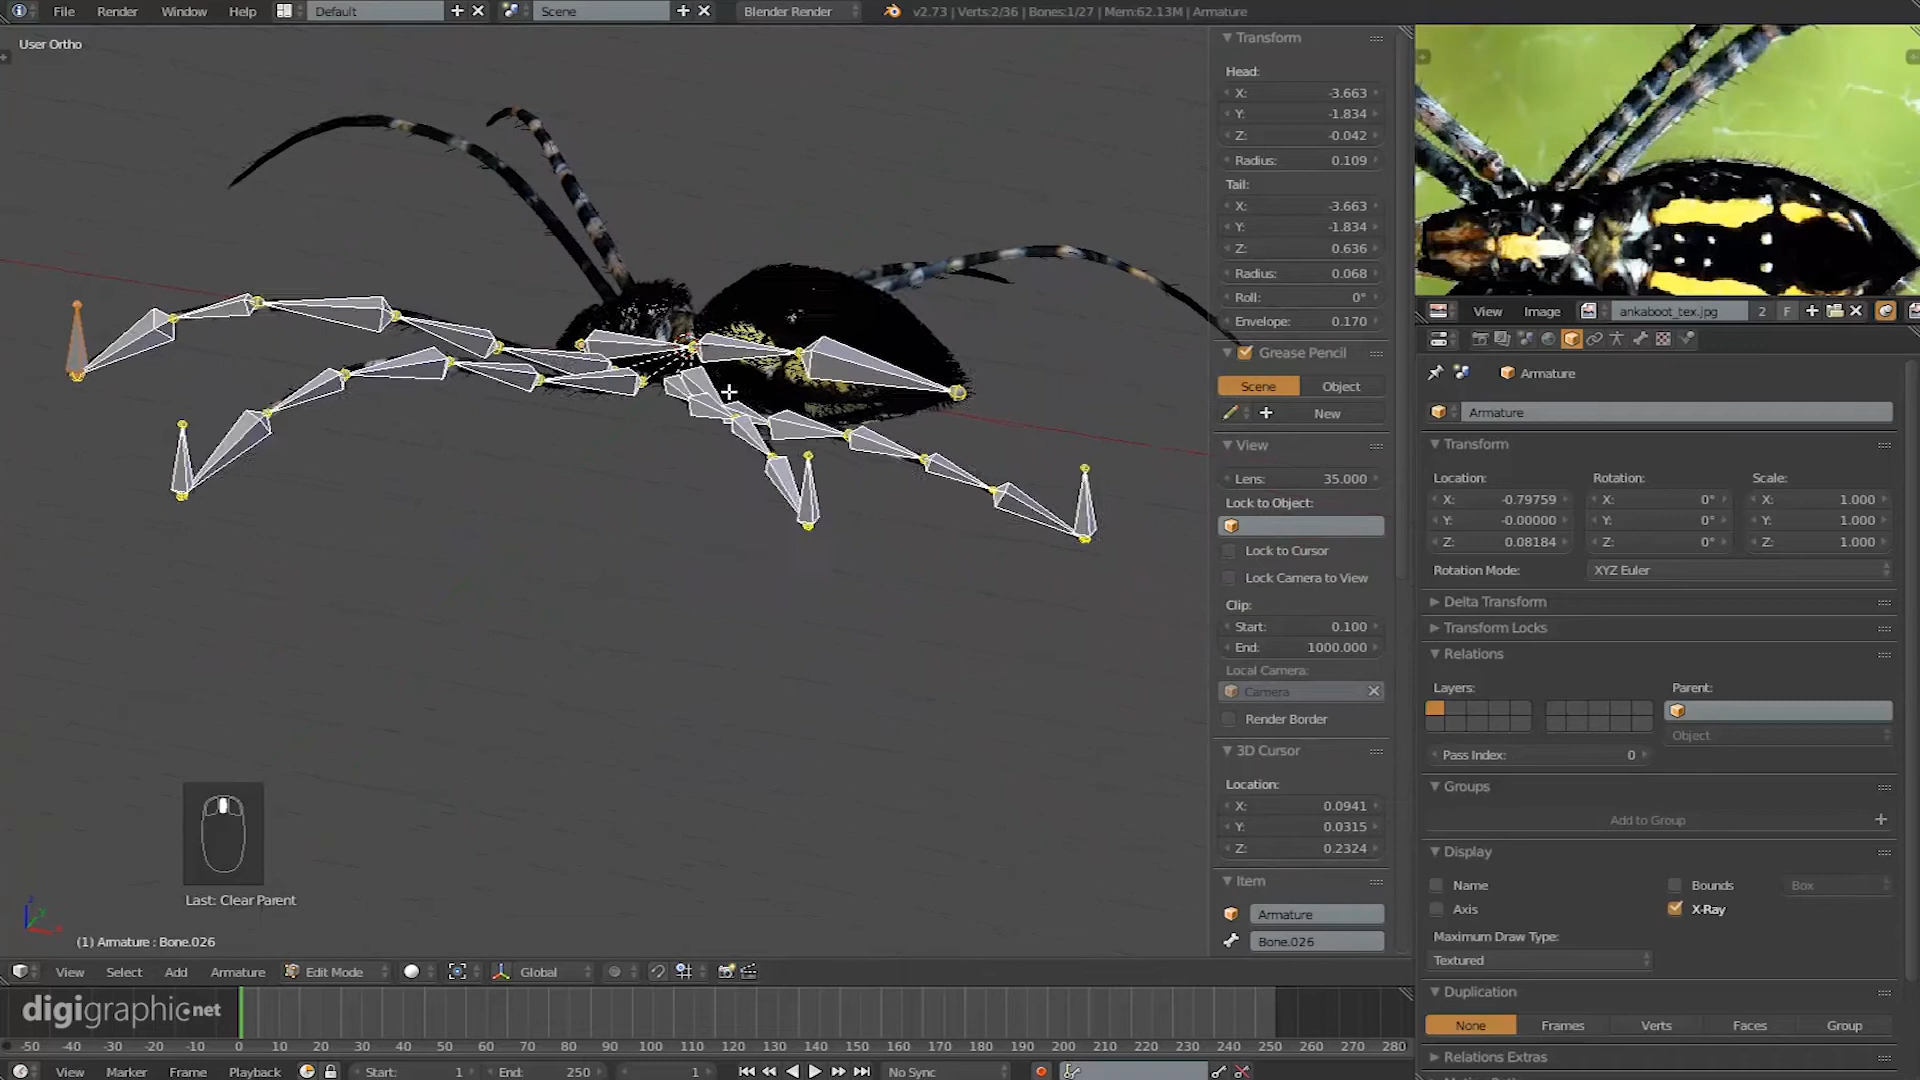 File Render Window Help Default Scene Blender Render v2.73 | Verts:2/36 | Bones:1/27 | Mem:62.13M | Armature
User Ortho
Transform
Head:
X: -3.663
Y: -1.834
Z: -0.042
Radius: 0.109
Tail:
X: -3.663
Y: -1.834
Z: 0.636
Radius: 0.068
Roll: 0°
Envelope: 0.170
Grease Pencil
Scene Object
New
View
Lens: 35.000
Lock to Object:
Lock to Cursor
Lock Camera to View
Clip:
Start: 0.100
End: 1000.000
Local Camera:
Camera
Render Border
3D Cursor
Location:
X: 0.0941
Y: 0.0315
Z: 0.2324
Item
Armature
Bone.026
View Image ankaboot_tex.jpg 2 F
Armature
Armature
Transform
Location: Rotation: Scale:
X: -0.79759 X: 0° X: 1.000
Y: -0.00000 Y: 0° Y: 1.000
Z: 0.08184 Z: 0° Z: 1.000
Rotation Mode: XYZ Euler
Delta Transform
Transform Locks
Relations
Layers: Parent:
Object
Pass Index: 0
Groups
Add to Group
Display
Name Bounds Box
Axis X-Ray
Maximum Draw Type:
Textured
Duplication
None Frames Verts Faces Group
Relations Extras
Last: Clear Parent
(1) Armature : Bone.026
View Select Add Armature Edit Mode Global
digigraphic.net
-50 -40 -30 -20 -10 0 10 20 30 40 50 60 70 80 90 100 110 120 130 140 150 160 170 180 190 200 210 220 230 240 250 260 270 280
View Marker Frame Playback Start: 1 End: 250 1 No Sync